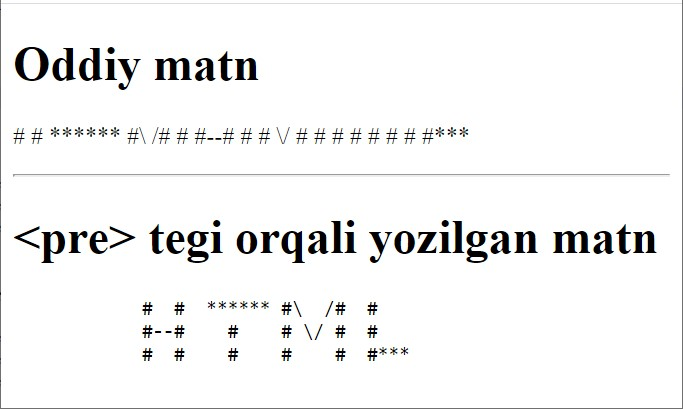 Oddiy matn
# # ****** #\ /# # #--# # # \/ # # # # # # # # #***
<pre> tegi orqali yozilgan matn
#  #  ****** #\  /#  #
#--#    #    # \/ #  #
#  #    #    #    #  #***